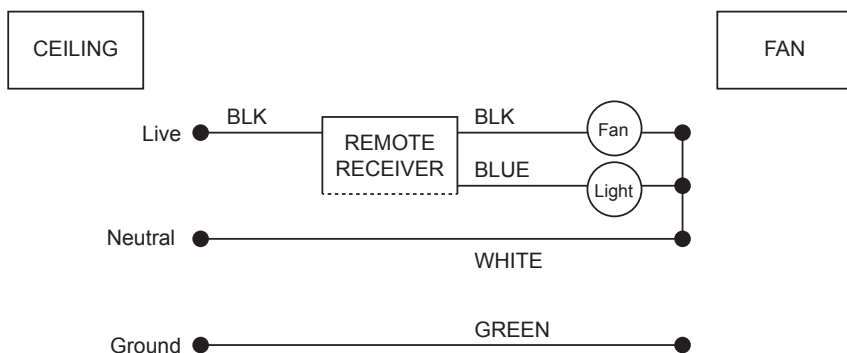 CEILING
FAN
BLK
BLK
Live
Fan
REMOTE
RECEIVER
BLUE
Light
Neutral
WHITE
GREEN
Ground